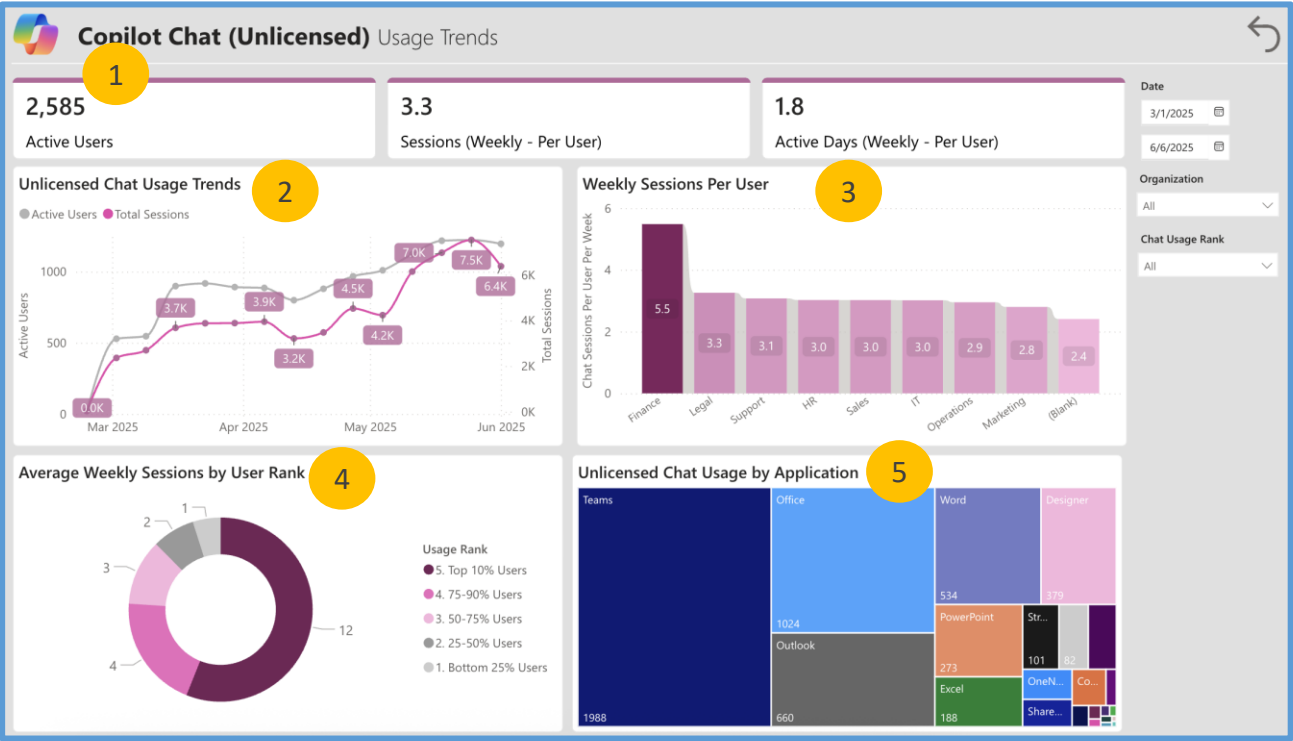 Copilot Chat (Unlicensed) Usage Trends
1
2,585
Active Users
3.3
Sessions (Weekly - Per User)
1.8
Active Days (Weekly - Per User)
Date
3/1/2025
6/6/2025
Organization
All
Chat Usage Rank
All
Unlicensed Chat Usage Trends
2
Active Users Total Sessions
Active Users
1000
500
0
0.0K
3.7K
3.9K
3.2K
4.5K
4.2K
7.0K
7.5K
6.4K
6K
4K
2K
0K
Total Sessions
Mar 2025
Apr 2025
May 2025
Jun 2025
Weekly Sessions Per User
3
Chat Sessions Per User Per Week
6
4
2
0
5.5
3.3
3.1
3.0
3.0
3.0
2.9
2.8
2.4
Finance
Legal
Support
HR
Sales
IT
Operations
Marketing
(Blank)
Average Weekly Sessions by User Rank
4
1
2
3
4
12
Usage Rank
5. Top 10% Users
4. 75-90% Users
3. 50-75% Users
2. 25-50% Users
1. Bottom 25% Users
Unlicensed Chat Usage by Application
5
Teams
1988
Office
1024
Outlook
660
Word
534
Designer
379
PowerPoint
273
Excel
188
Str...
101
82
OneN...
Co...
Share...